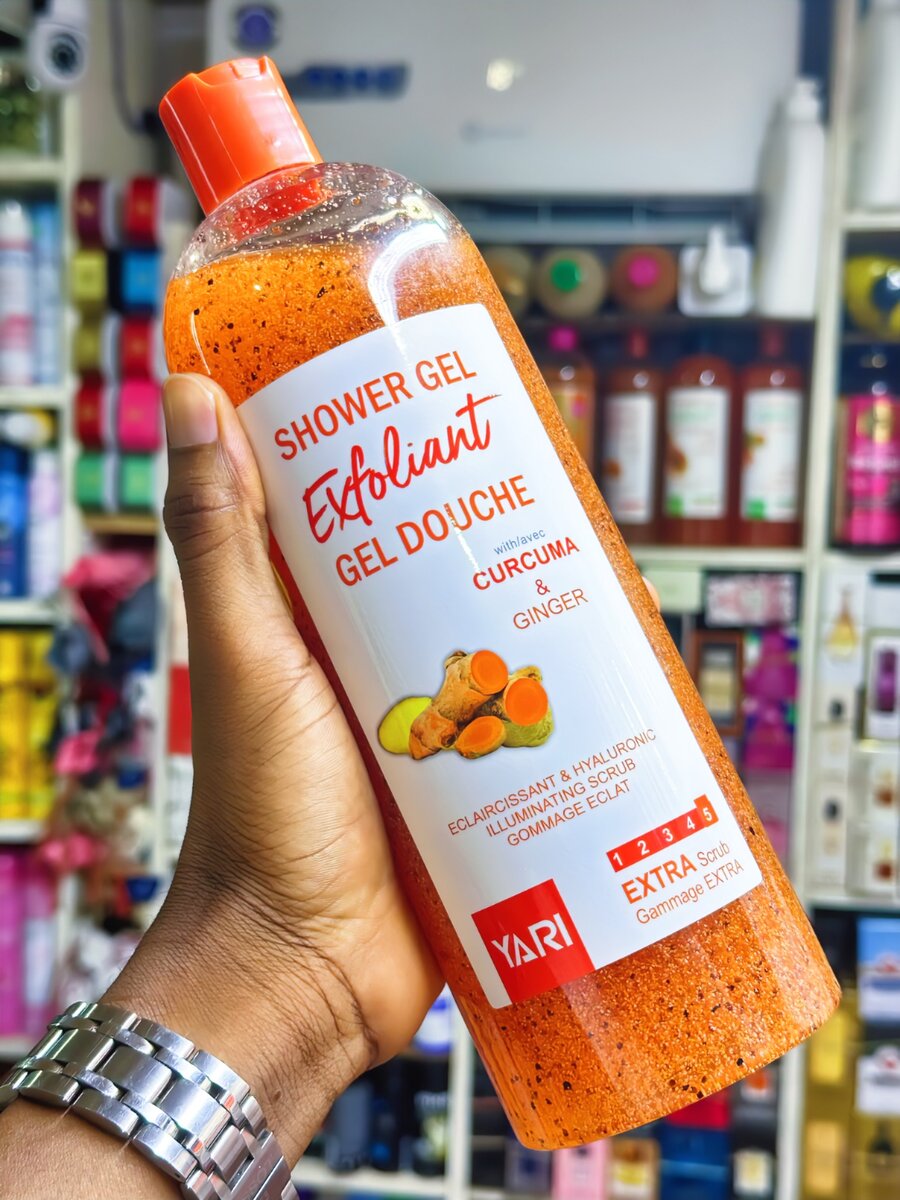 SHOWER GEL
Exfoliant
GEL DOUCHE
with/avec
CURCUMA
&
GINGER
ECLAIRCISSANT & HYALURONIC
ILLUMINATING SCRUB
GOMMAGE ECLAT
1 2 3 4 5
EXTRA Scrub
Gammage EXTRA
YARI